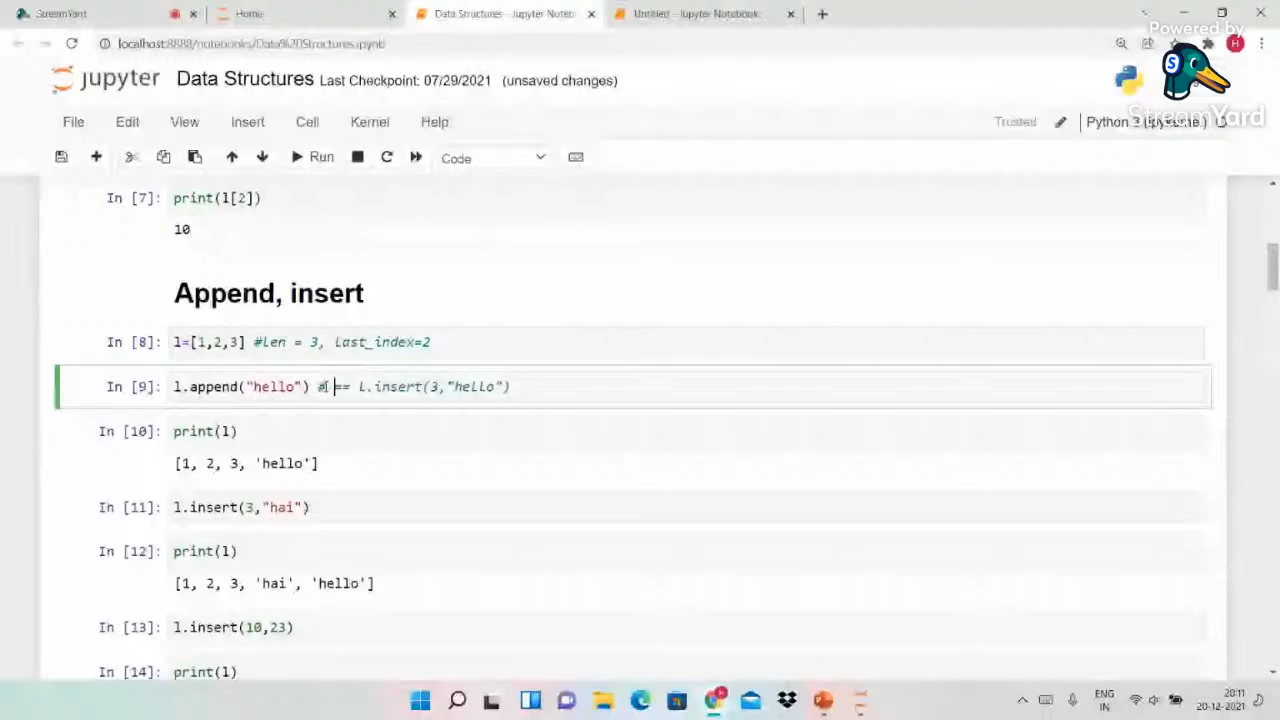 StreamYard
Home
Data Structures - Jupyter Noteb
Untitled - Jupyter Notebook
Powered by
StreamYard
localhost:8888/notebooks/Data%20Structures.ipynb
jupyter Data Structures Last Checkpoint: 07/29/2021 (unsaved changes)
File Edit View Insert Cell Kernel Help
Trusted
Python 3
Run
Code
In [7]: print(l[2])
10
Append, insert
In [8]: l=[1,2,3] #len = 3, last_index=2
In [9]: l.append("hello") # == l.insert(3,"hello")
In [10]: print(l)
[1, 2, 3, 'hello']
In [11]: l.insert(3,"hai")
In [12]: print(l)
[1, 2, 3, 'hai', 'hello']
In [13]: l.insert(10,23)
In [14]: print(l)
ENG
IN
20:11
20-12-2021